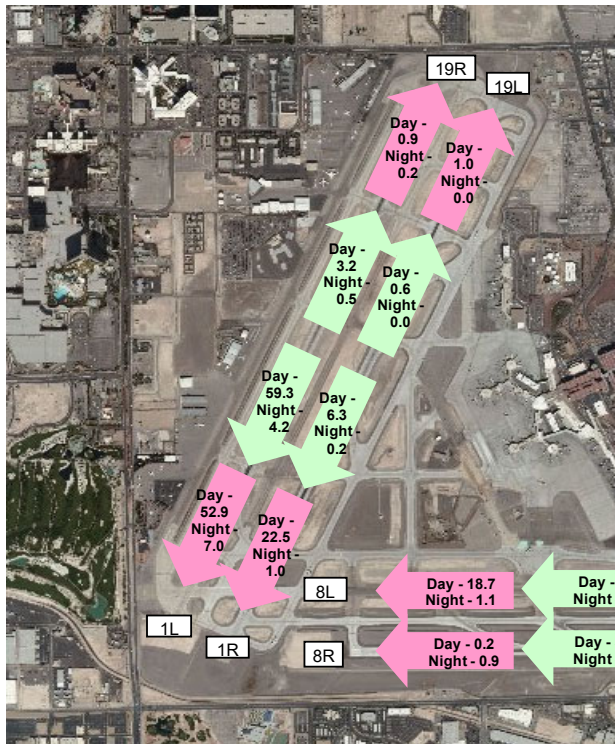 19R
19L
Day -
0.9
Night -
0.2
Day -
1.0
Night -
0.0
Day -
3.2
Night -
0.5
Day -
0.6
Night -
0.0
Day -
59.3
Night -
4.2
Day -
6.3
Night -
0.2
Day -
52.9
Night -
7.0
Day -
22.5
Night -
1.0
8L
Day - 18.7
Night - 1.1
Day -
Night
1L
1R
8R
Day - 0.2
Night - 0.9
Day -
Night